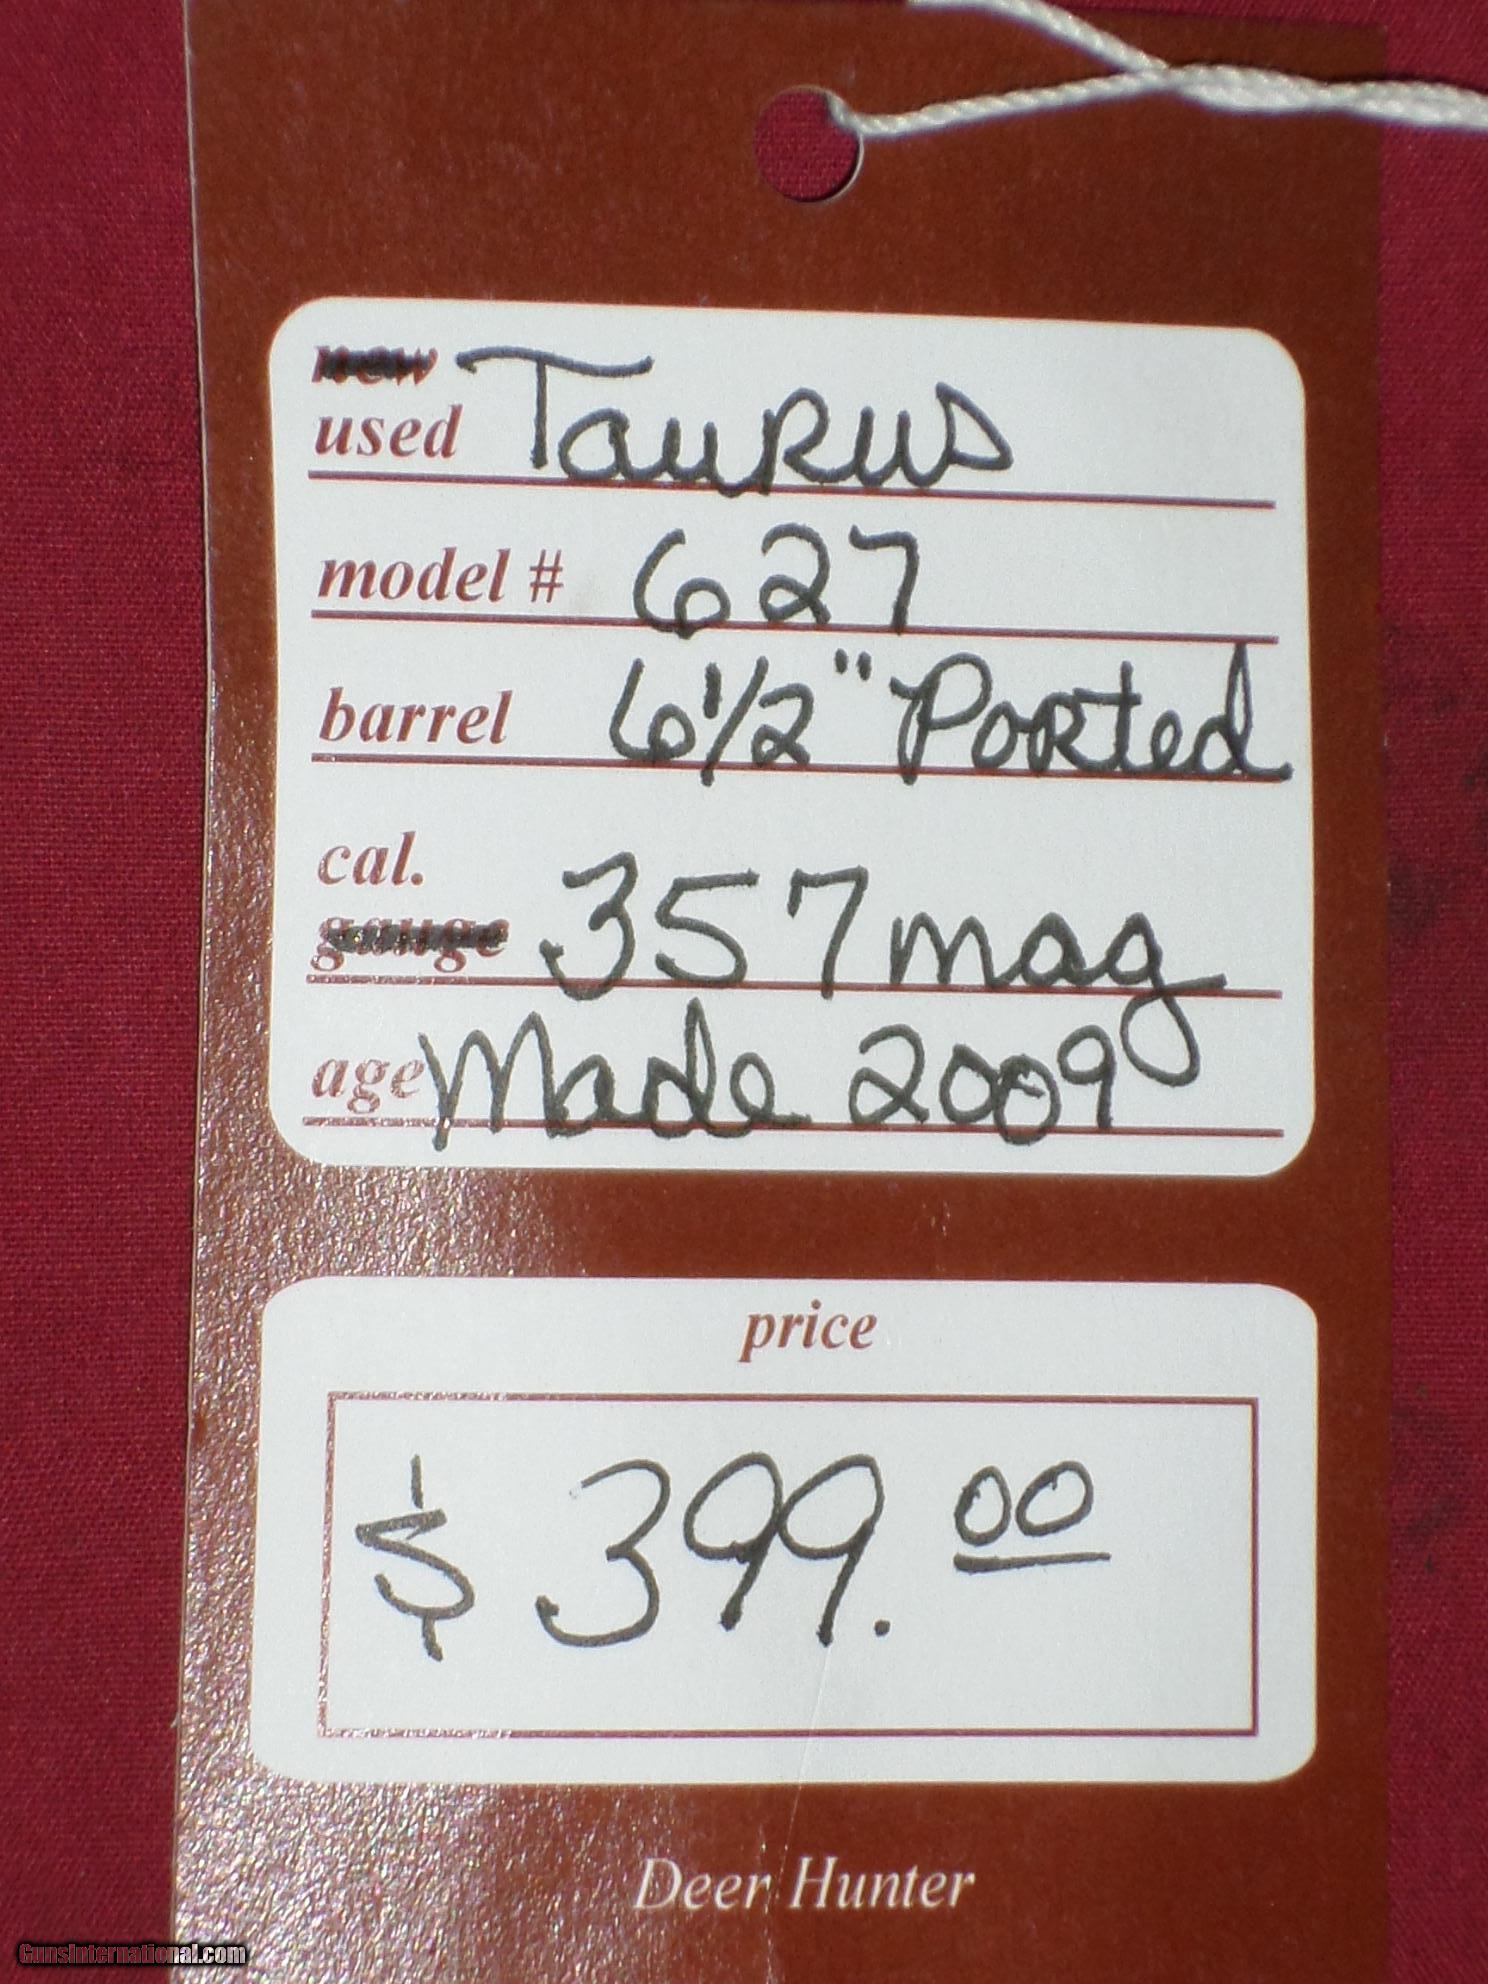 new
used Taurus
model # 627
barrel 6 1/2" Ported
cal.
gauge 357 mag
age Made 2009
price
$ 399.00
Deer Hunter
GunsInternational.com